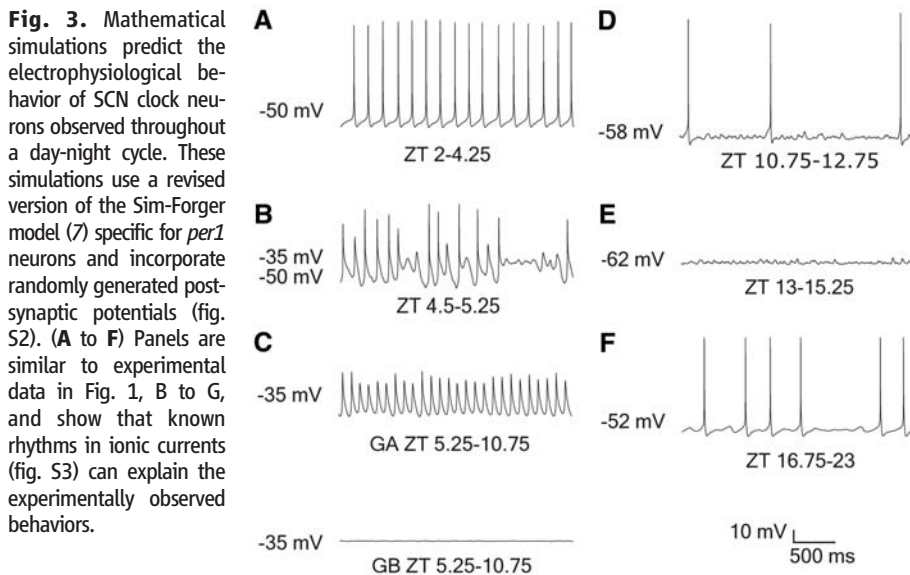 Fig. 3. Mathematical
simulations predict the
electrophysiological be-
havior of SCN clock neu-
rons observed throughout
a day-night cycle. These
simulations use a revised
version of the Sim-Forger
model (7) specific for per1
neurons and incorporate
randomly generated post-
synaptic potentials (fig.
S2). (A to F) Panels are
similar to experimental
data in Fig. 1, B to G,
and show that known
rhythms in ionic currents
(fig. S3) can explain the
experimentally observed
behaviors.
A
-50 mV
ZT 2-4.25
B
-35 mV
-50 mV
ZT 4.5-5.25
C
-35 mV
GA ZT 5.25-10.75
-35 mV
GB ZT 5.25-10.75
D
-58 mV
ZT 10.75-12.75
E
-62 mV
ZT 13-15.25
F
-52 mV
ZT 16.75-23
10 mV
500 ms